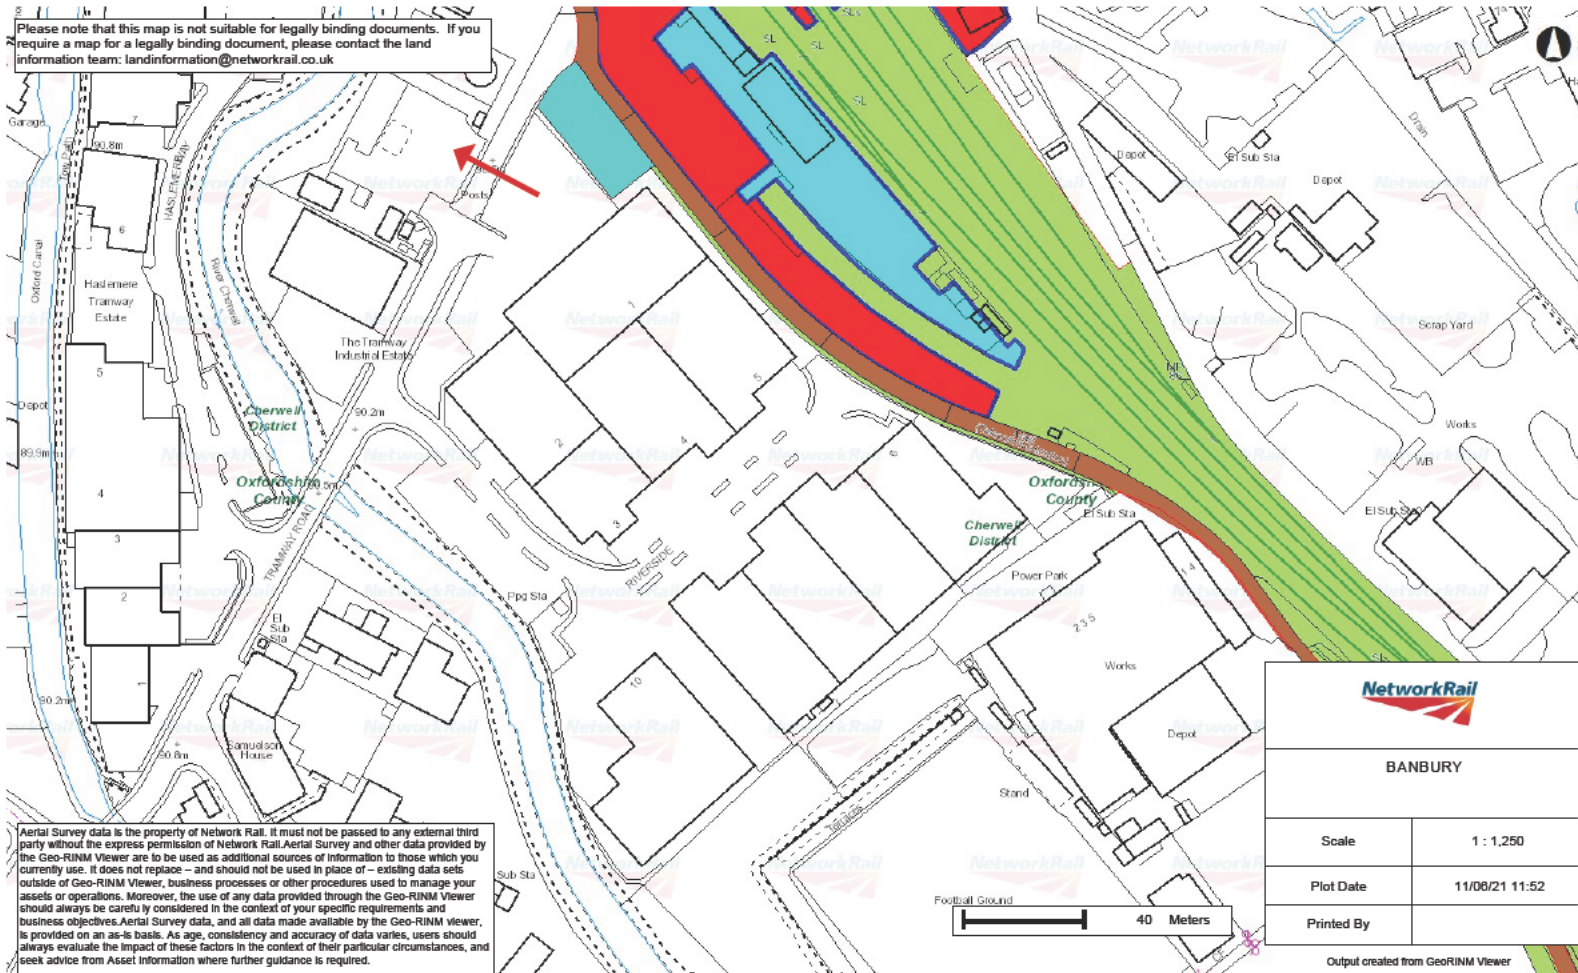 Please note that this map is not suitable for legally binding documents. If you
require a map for a legally binding document, please contact the land
information team: landinformation@networkrail.co.uk
SLs
SL
SL
SL
Garage
7
90.8m
Tow Path
HASLEMERE WAY
6
Oxford Canal
Haslemere
Tramway
Estate
River Cherwell
Posts
Depot
El Sub Sta
Depot
Drain
Scrap Yard
The Tramway
Industrial Estate
1
5
2
4
3
5
Depot
89.9m
4
3
2
1
Cherwell
District
90.2m
Oxfordshire
County
90.5m
TRAMWAY ROAD
RIVERSIDE
Ppg Sta
El
Sub
Sta
6
MP
Works
WB
El Sub Sta
Oxfordshire
County
El Sub Sta
Cherwell
District
Power Park
14
235
Works
Depot
SL
10
90.2m
90.8m
Samuelson
House
Stand
Terraces
Sub Sta
Football Ground
40 Meters
NetworkRail
BANBURY
Scale 1 : 1,250
Plot Date 11/06/21 11:52
Printed By
Output created from GeoRINM Viewer
Aerial Survey data is the property of Network Rail. It must not be passed to any external third
party without the express permission of Network Rail.Aerial Survey and other data provided by
the Geo-RINM Viewer are to be used as additional sources of information to those which you
currently use. It does not replace – and should not be used in place of – existing data sets
outside of Geo-RINM Viewer, business processes or other procedures used to manage your
assets or operations. Moreover, the use of any data provided through the Geo-RINM Viewer
should always be carefully considered in the context of your specific requirements and
business objectives.Aerial Survey data, and all data made available by the Geo-RINM viewer,
is provided on an as-is basis. As age, consistency and accuracy of data varies, users should
always evaluate the impact of these factors in the context of their particular circumstances, and
seek advice from Asset Information where further guidance is required.